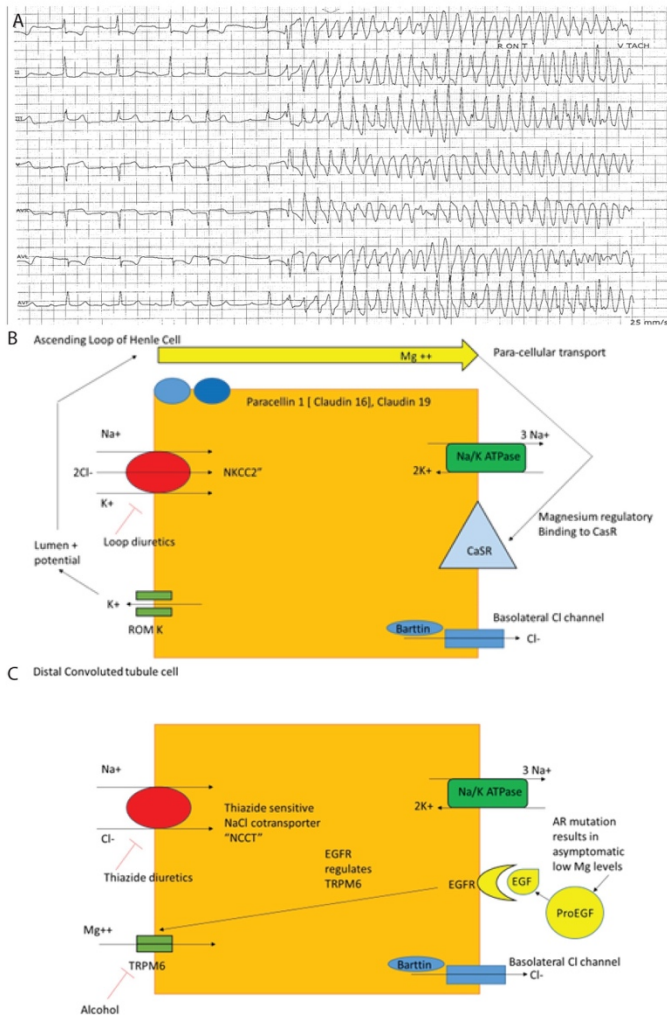 A
R ON T
V TACH
AVL
AVF
25 mm/s
B
Ascending Loop of Henle Cell
Mg ++
Para-cellular transport
Paracellin 1 [ Claudin 16], Claudin 19
Na+
2Cl-
K+
NKCC2”
3 Na+
Na/K ATPase
2K+
Loop diuretics
Lumen +
potential
Magnesium regulatory
Binding to CasR
CaSR
K+
ROM K
Basolateral Cl channel
Barttin
Cl-
C
Distal Convoluted tubule cell
Na+
Cl-
Thiazide sensitive
NaCl cotransporter
“NCCT”
3 Na+
Na/K ATPase
2K+
Thiazide diuretics
EGFR
regulates
TRPM6
AR mutation
results in
asymptomatic
low Mg levels
EGFR
EGF
ProEGF
Mg++
TRPM6
Alcohol
Basolateral Cl channel
Barttin
Cl-